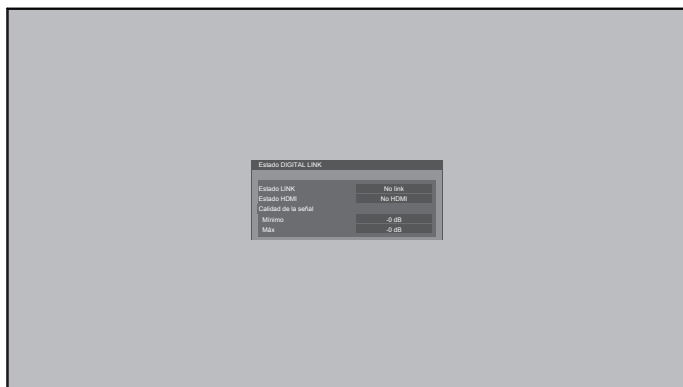 Estado DIGITAL LINK
Estado LINK No link
Estado HDMI No HDMI
Calidad de la señal
Mínimo -0 dB
Máx -0 dB